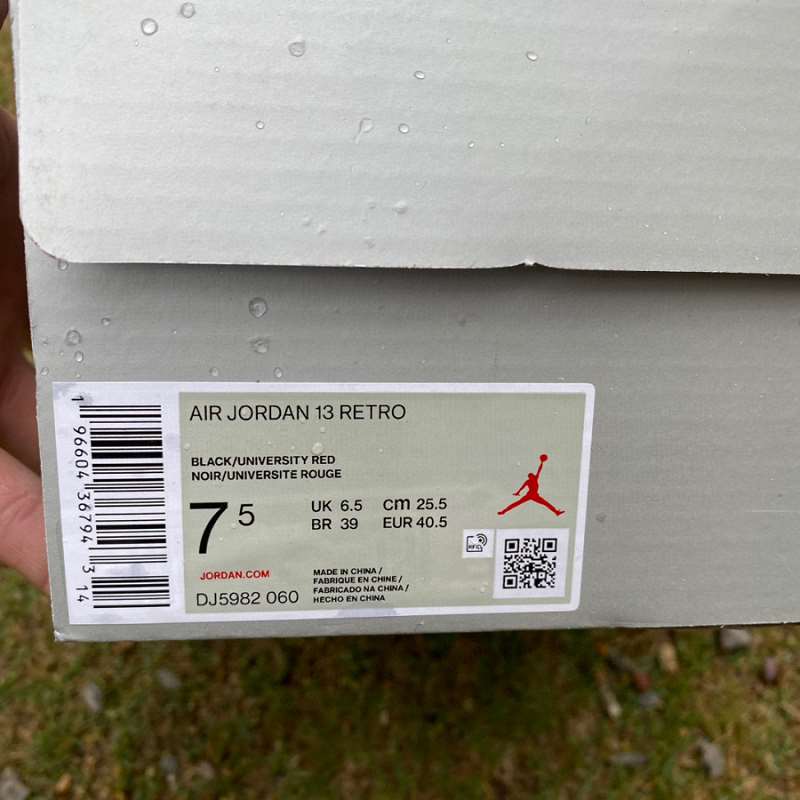 AIR JORDAN 13 RETRO
BLACK/UNIVERSITY RED
NOIR/UNIVERSITE ROUGE
7 5
UK 6.5 cm 25.5
BR 39 EUR 40.5
JORDAN.COM
DJ5982 060
MADE IN CHINA /
FABRIQUE EN CHINE /
FABRICADO NA CHINA /
HECHO EN CHINA
RFID
1 96604 36794 3 14